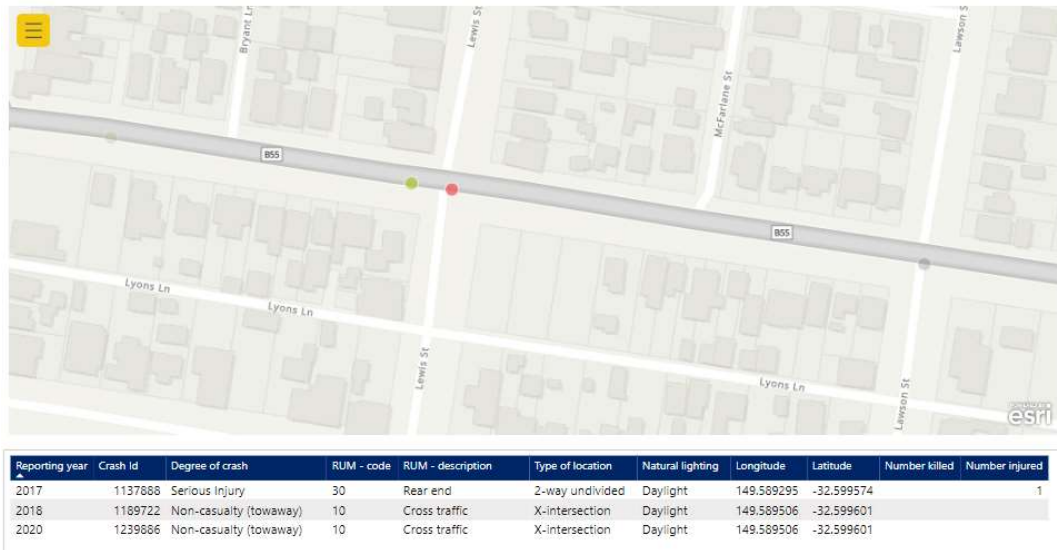 Bryant Ln
Lewis St
Lawson S
McFarlane St
B55
B55
Lyons Ln
Lyons Ln
Lewis St
Lyons Ln
Lawson St
esri
Reporting year Crash Id Degree of crash RUM - code RUM - description Type of location Natural lighting Longitude Latitude Number killed Number injured
2017 1137888 Serious Injury 30 Rear end 2-way undivided Daylight 149.589295 -32.599574 1
2018 1189722 Non-casualty (towaway) 10 Cross traffic X-intersection Daylight 149.589506 -32.599601
2020 1239886 Non-casualty (towaway) 10 Cross traffic X-intersection Daylight 149.589506 -32.599601